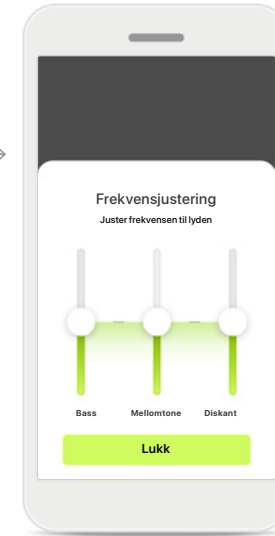 Frekvensjustering
Juster frekvensen til lyden
Bass Mellomtone Diskant
Lukk